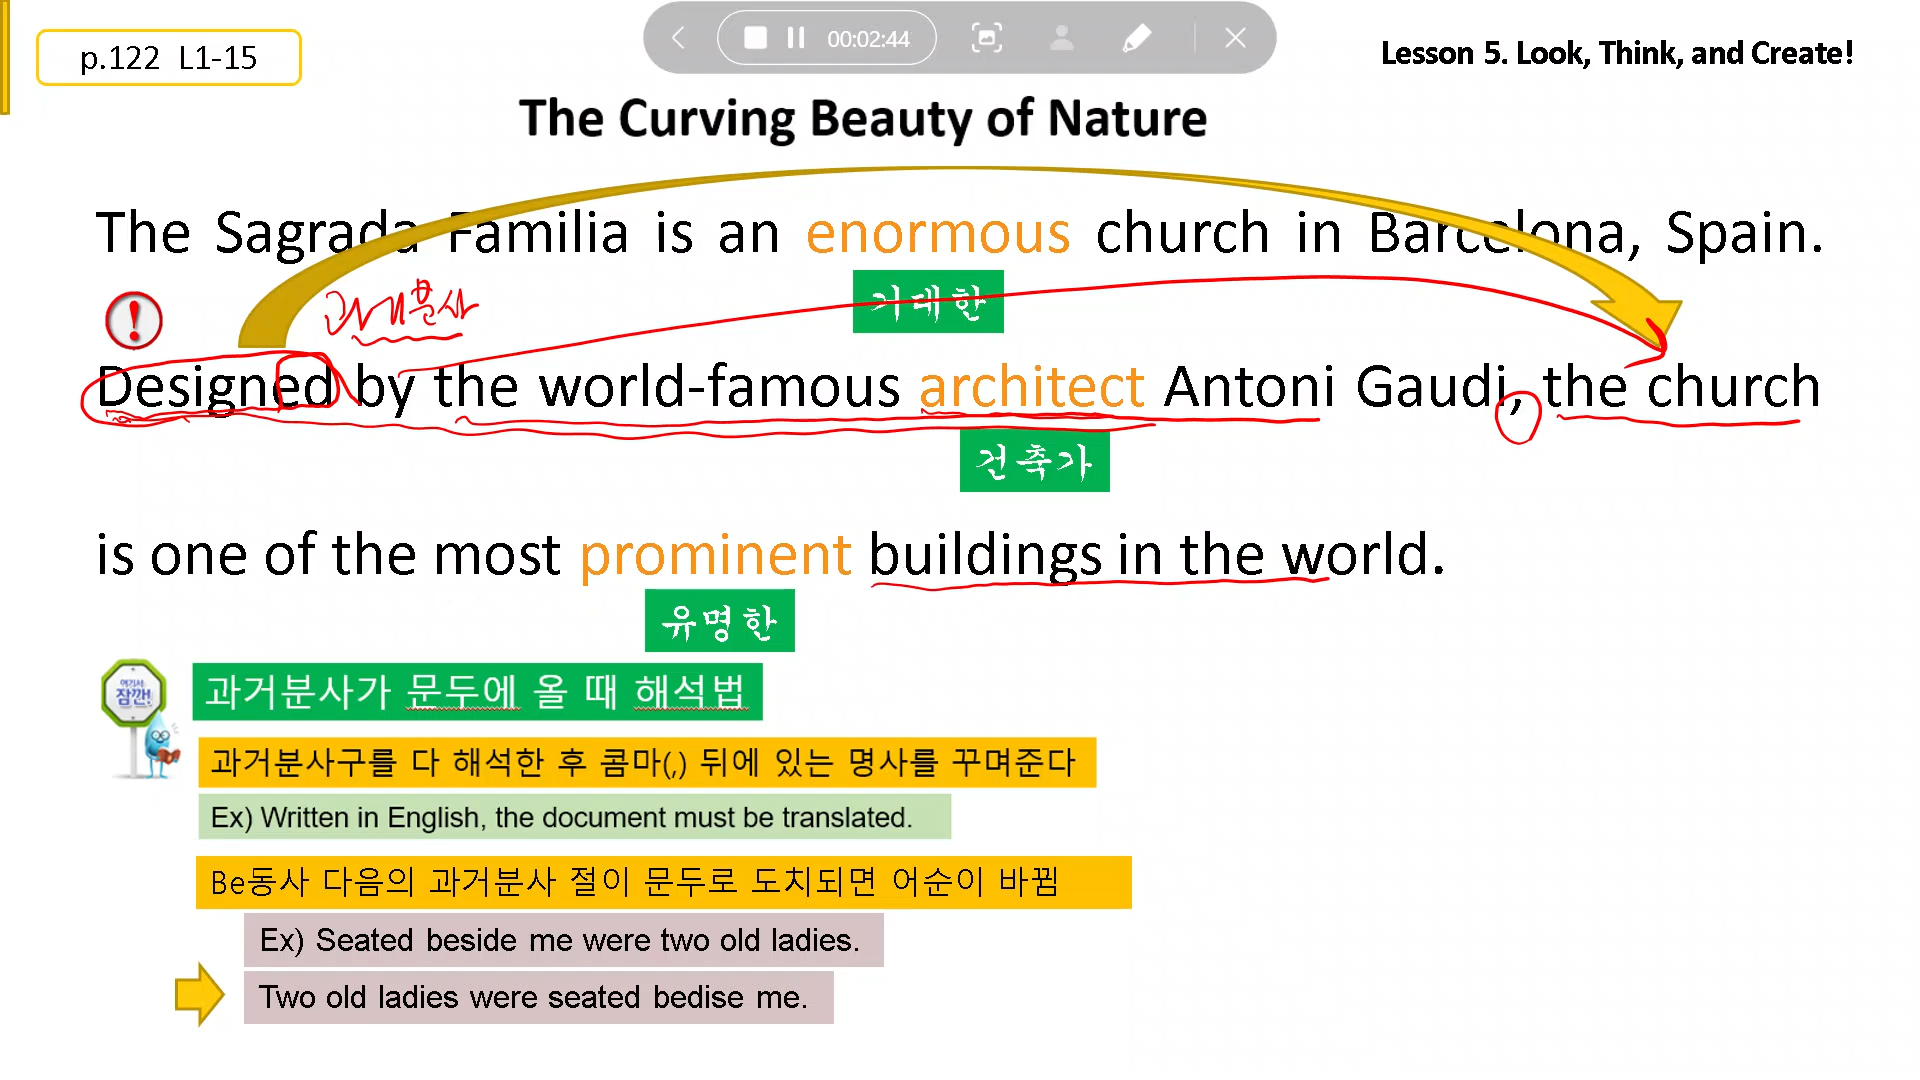 p.122 L1-15
00:02:44
Lesson 5. Look, Think, and Create!
The Curving Beauty of Nature
The Sagrada Familia is an enormous church in Barcelona, Spain.
거대한
과거분사
Designed by the world-famous architect Antoni Gaudi, the church
건축가
is one of the most prominent buildings in the world.
유명한
여기서
잠깐!
과거분사가 문두에 올 때 해석법
과거분사구를 다 해석한 후 콤마(,) 뒤에 있는 명사를 꾸며준다
Ex) Written in English, the document must be translated.
Be동사 다음의 과거분사 절이 문두로 도치되면 어순이 바뀜
Ex) Seated beside me were two old ladies.
Two old ladies were seated bedise me.